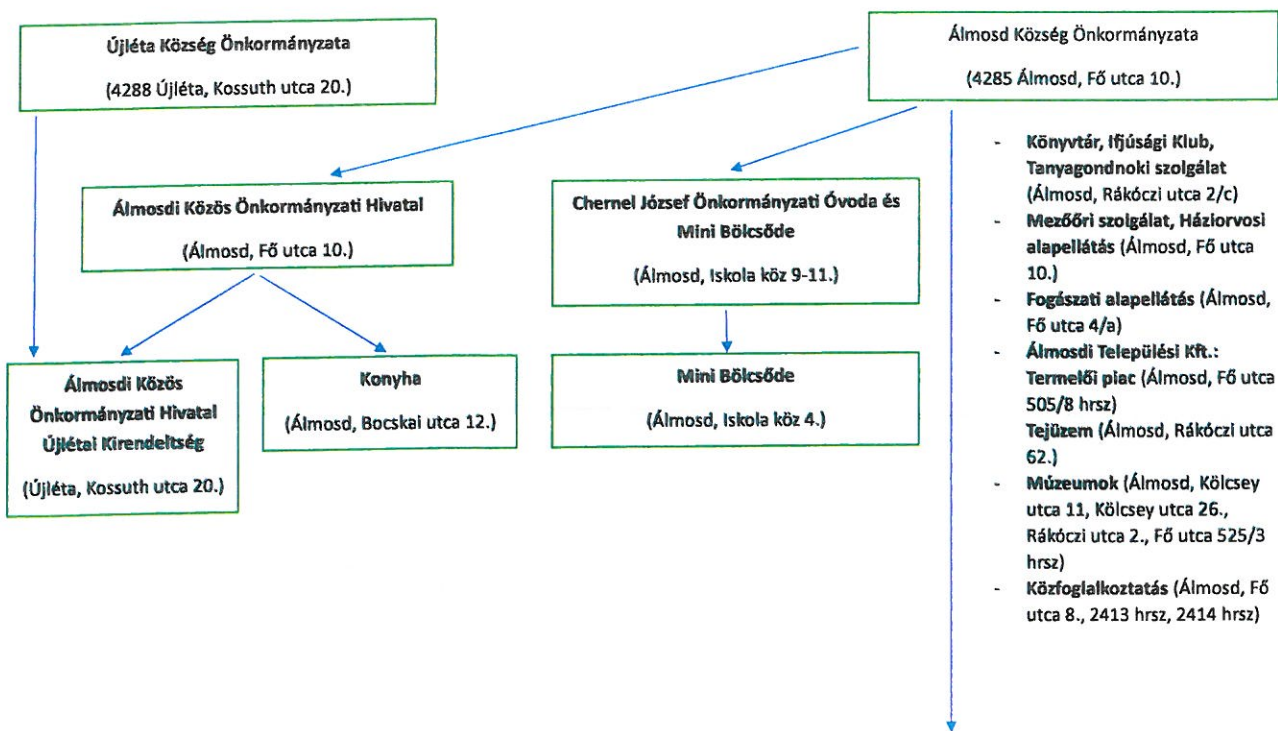 Újléta Község Önkormányzata
(4288 Újléta, Kossuth utca 20.)
Álmosd Község Önkormányzata
(4285 Álmosd, Fő utca 10.)
Álmosdi Közös Önkormányzati Hivatal
(Álmosd, Fő utca 10.)
Chernel József Önkormányzati Óvoda és
Mini Bölcsőde
(Álmosd, Iskola köz 9-11.)
Álmosdi Közös
Önkormányzati Hivatal
Újlétai Kirendeltség
(Újléta, Kossuth utca 20.)
Konyha
(Álmosd, Bocskai utca 12.)
Mini Bölcsőde
(Álmosd, Iskola köz 4.)
- Könyvtár, Ifjúsági Klub,
Tanyagondnoki szolgálat
(Álmosd, Rákóczi utca 2/c)
- Mezőőri szolgálat, Háziorvosi
alapellátás (Álmosd, Fő utca
10.)
- Fogászati alapellátás (Álmosd,
Fő utca 4/a)
- Álmosdi Települési Kft.:
Termelői piac (Álmosd, Fő utca
505/8 hrsz)
Tejüzem (Álmosd, Rákóczi utca
62.)
- Múzeumok (Álmosd, Kölcsey
utca 11, Kölcsey utca 26.,
Rákóczi utca 2., Fő utca 525/3
hrsz)
- Közfoglalkoztatás (Álmosd, Fő
utca 8., 2413 hrsz, 2414 hrsz)